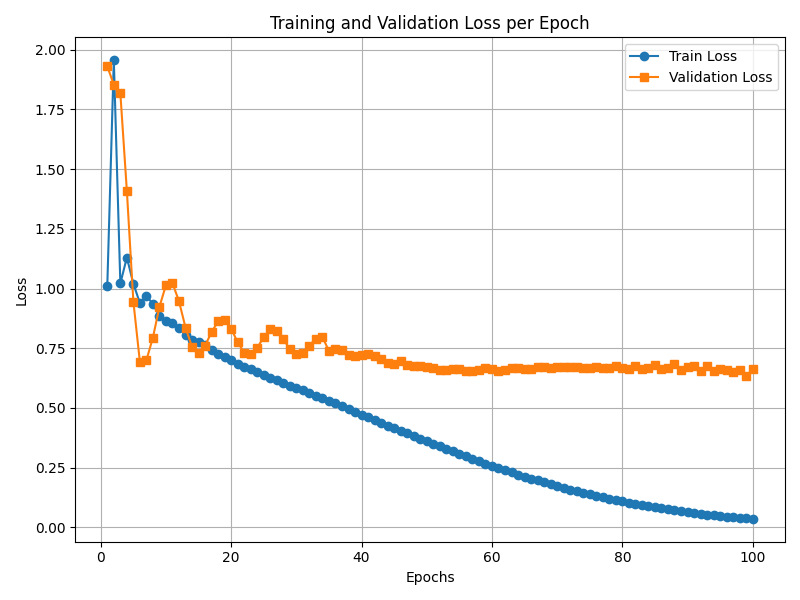 Training and Validation Loss per Epoch
Train Loss
Validation Loss
2.00
1.75
1.50
1.25
1.00
0.75
0.50
0.25
0.00
Loss
0 20 40 60 80 100
Epochs